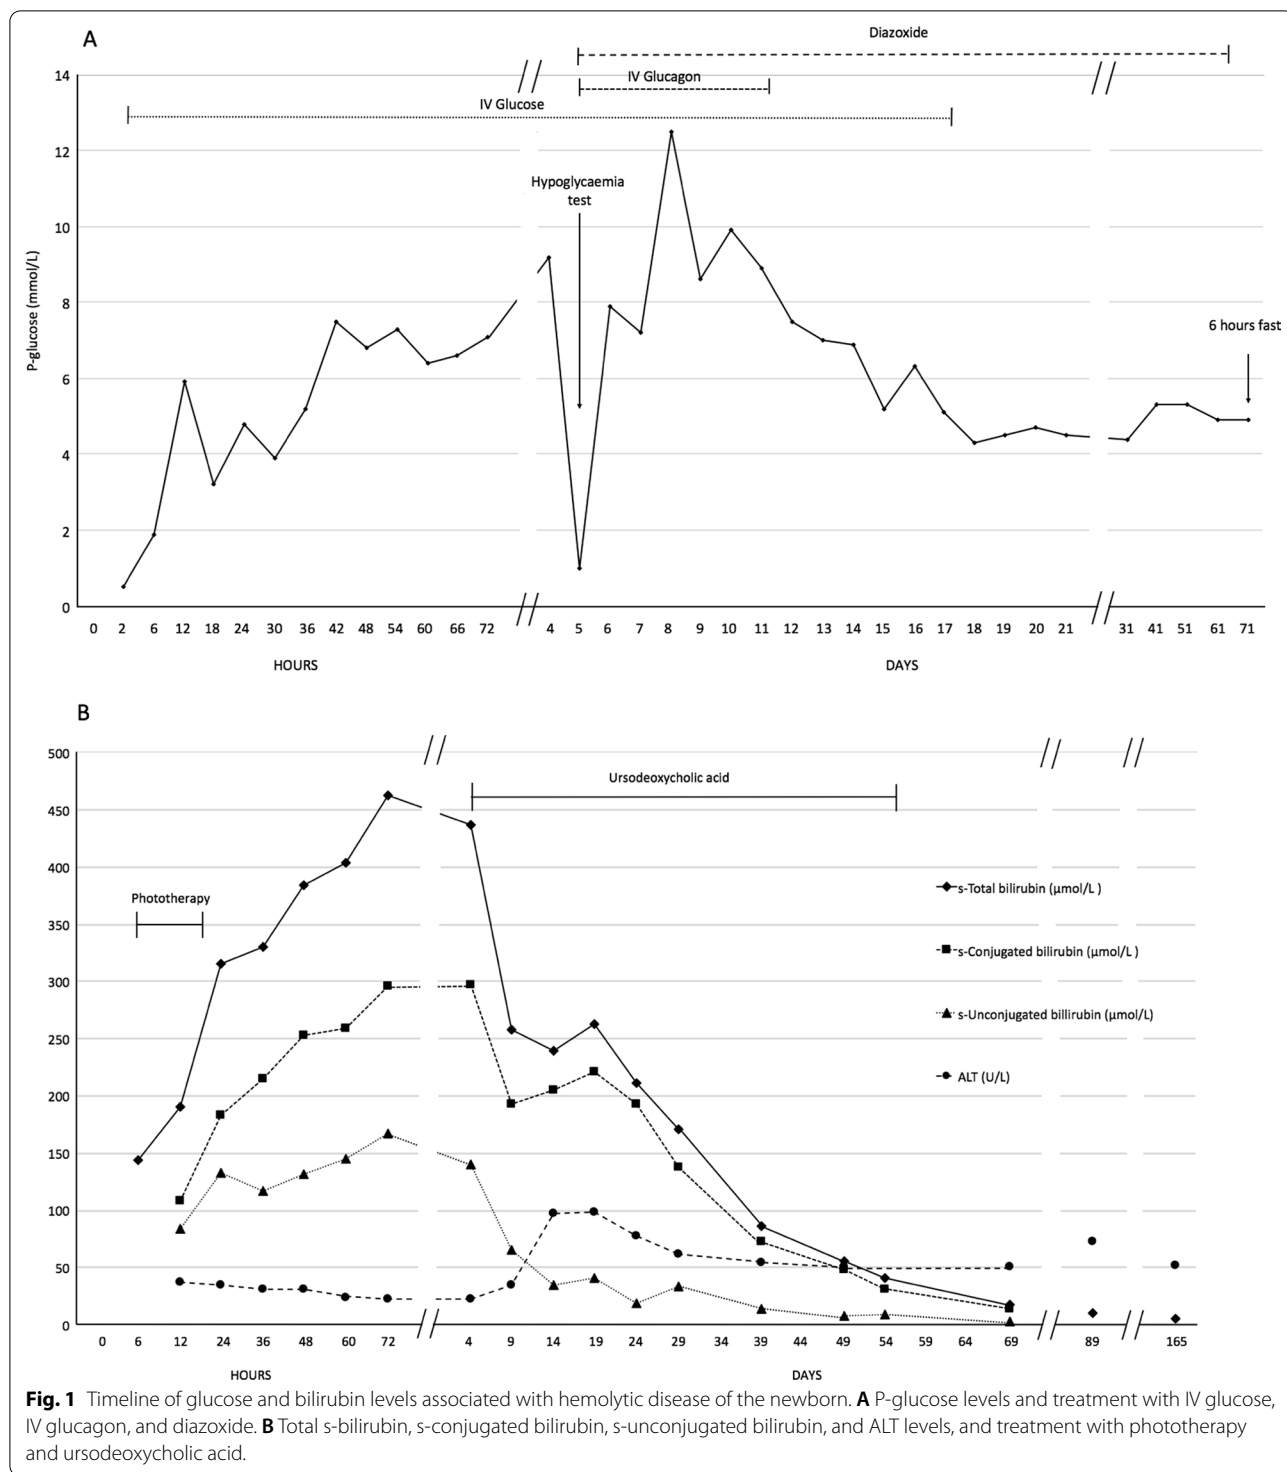 A
Diazoxide
IV Glucagon
IV Glucose
14
12
10
8
6
4
2
0
P-glucose (mmol/L)
Hypoglycaemia
test
6 hours fast
0 2 6 12 18 24 30 36 42 48 54 60 66 72 4 5 6 7 8 9 10 11 12 13 14 15 16 17 18 19 20 21 31 41 51 61 71
HOURS DAYS
B
500
450
400
350
300
250
200
150
100
50
0
Ursodeoxycholic acid
Phototherapy
s-Total bilirubin (μmol/L )
s-Conjugated bilirubin (μmol/L )
s-Unconjugated billirubin (μmol/L)
ALT (U/L)
0 6 12 24 36 48 60 72 4 9 14 19 24 29 34 39 44 49 54 59 64 69 89 165
HOURS DAYS
Fig. 1 Timeline of glucose and bilirubin levels associated with hemolytic disease of the newborn. A P-glucose levels and treatment with IV glucose,
IV glucagon, and diazoxide. B Total s-bilirubin, s-conjugated bilirubin, s-unconjugated bilirubin, and ALT levels, and treatment with phototherapy
and ursodeoxycholic acid.